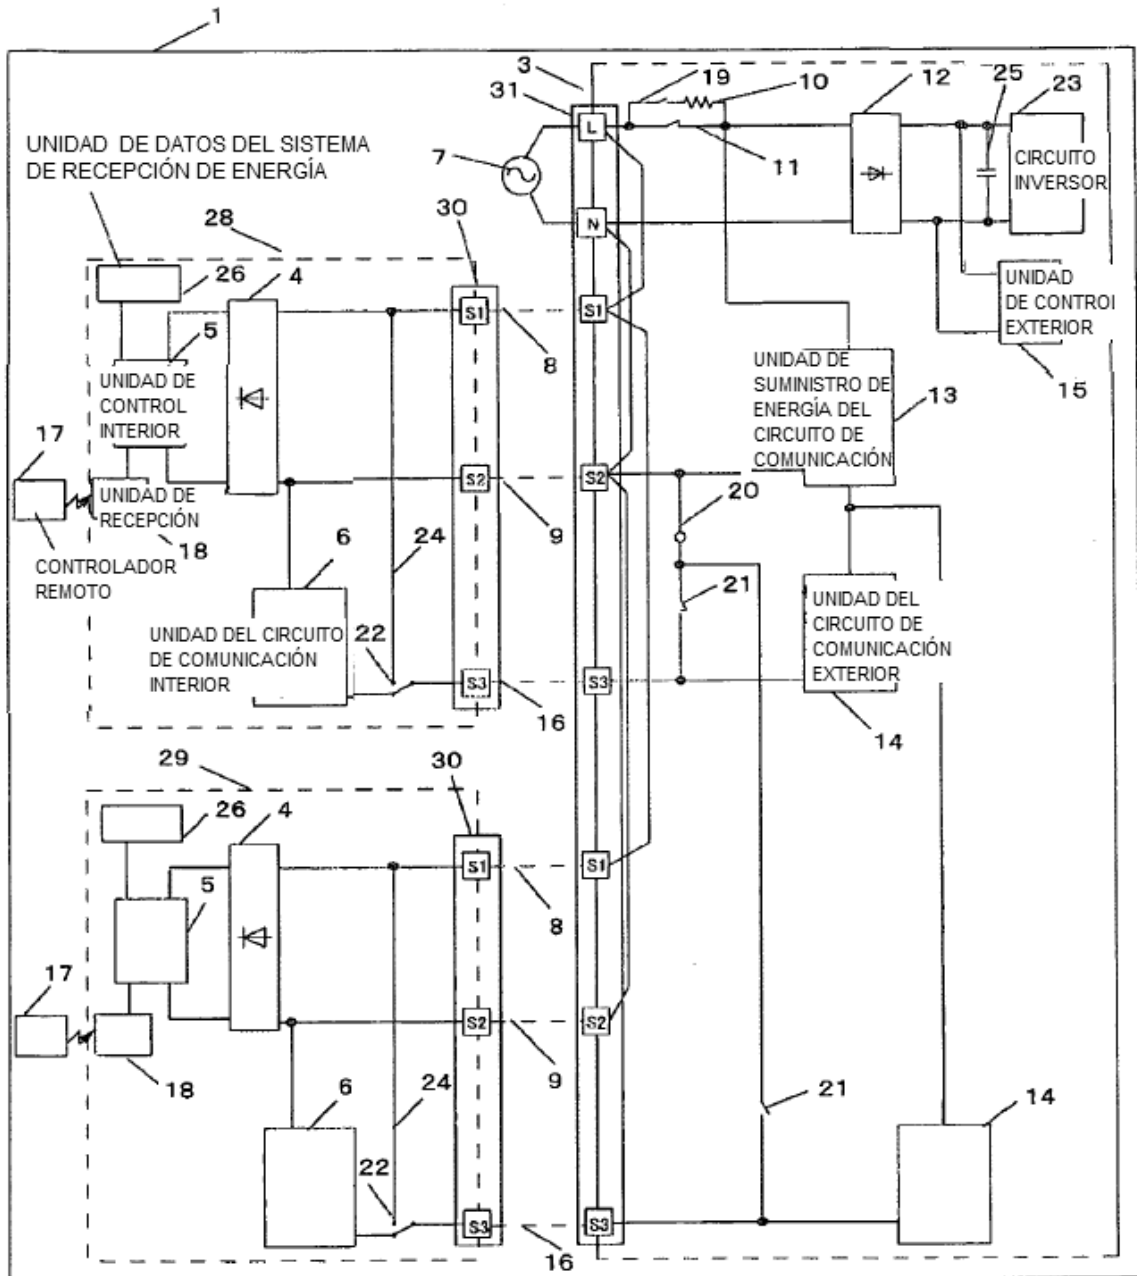 1
3
19
10
12
25
23
31
UNIDAD DE DATOS DEL SISTEMA
DE RECEPCIÓN DE ENERGÍA
L
7
11
CIRCUITO
INVERSOR
28
30
N
26
4
S1
S1
UNIDAD
DE CONTROL
EXTERIOR
5
8
15
UNIDAD DE
CONTROL
INTERIOR
UNIDAD DE
SUMINISTRO DE
ENERGÍA DEL
CIRCUITO DE
COMUNICACIÓN
13
17
S2
S2
UNIDAD DE
RECEPCIÓN
18
6
24
9
20
CONTROLADOR
REMOTO
21
UNIDAD DEL
CIRCUITO DE
COMUNICACIÓN
EXTERIOR
UNIDAD DEL CIRCUITO
DE COMUNICACIÓN
INTERIOR
22
S3
S3
16
14
29
30
26
4
S1
S1
5
8
17
S2
S2
18
6
24
9
21
14
22
S3
S3
16